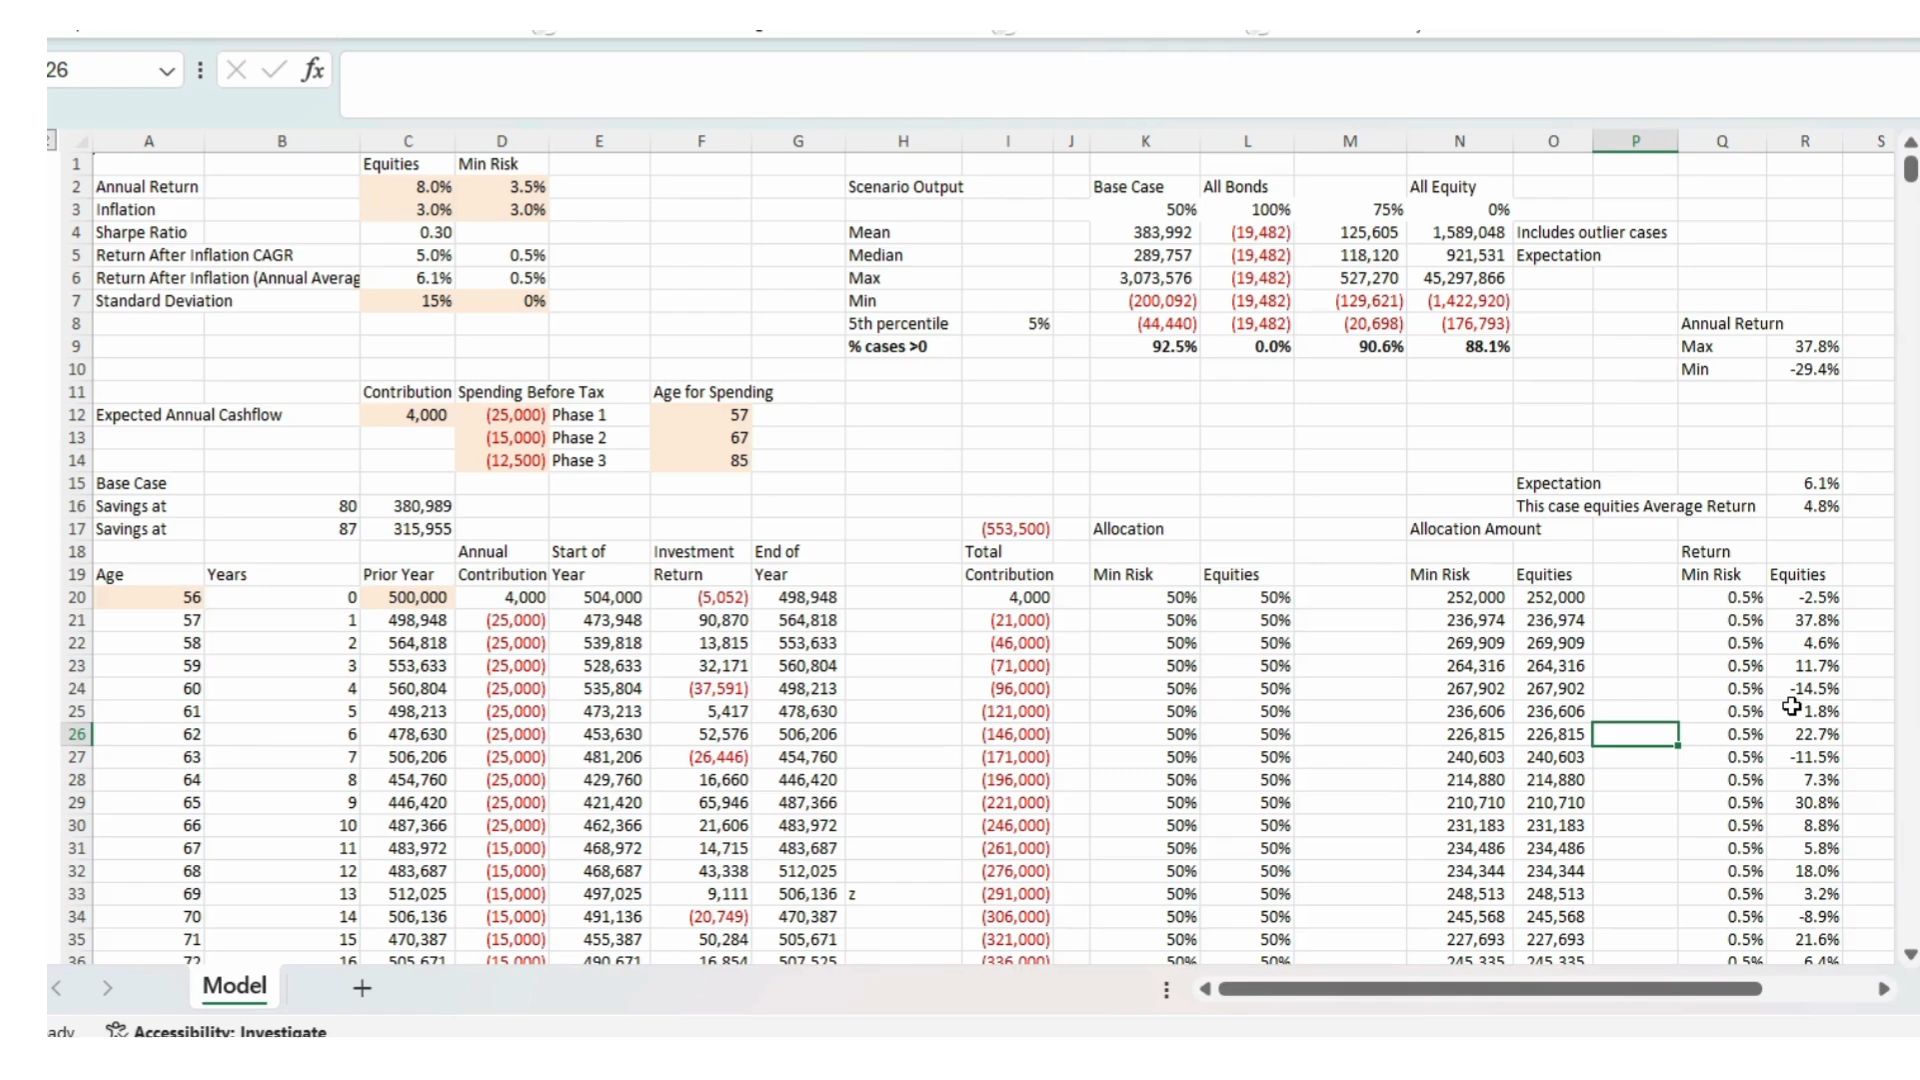 26 fx
A B C D E F G H I J K L M N O P Q R S
1 Equities Min Risk
2 Annual Return 8.0% 3.5% Scenario Output Base Case All Bonds All Equity
3 Inflation 3.0% 3.0% 50% 100% 75% 0%
4 Sharpe Ratio 0.30 Mean 383,992 (19,482) 125,605 1,589,048 Includes outlier cases
5 Return After Inflation CAGR 5.0% 0.5% Median 289,757 (19,482) 118,120 921,531 Expectation
6 Return After Inflation (Annual Averag 6.1% 0.5% Max 3,073,576 (19,482) 527,270 45,297,866
7 Standard Deviation 15% 0% Min (200,092) (19,482) (129,621) (1,422,920)
8 5th percentile 5% (44,440) (19,482) (20,698) (176,793) Annual Return
9 % cases >0 92.5% 0.0% 90.6% 88.1% Max 37.8%
10 Min -29.4%
11 Contribution Spending Before Tax Age for Spending
12 Expected Annual Cashflow 4,000 (25,000) Phase 1 57
13 (15,000) Phase 2 67
14 (12,500) Phase 3 85
15 Base Case Expectation 6.1%
16 Savings at 80 380,989 This case equities Average Return 4.8%
17 Savings at 87 315,955 (553,500) Allocation Allocation Amount
18 Annual Start of Investment End of Total Return
19 Age Years Prior Year Contribution Year Return Year Contribution Min Risk Equities Min Risk Equities Min Risk Equities
20 56 0 500,000 4,000 504,000 (5,052) 498,948 4,000 50% 50% 252,000 252,000 0.5% -2.5%
21 57 1 498,948 (25,000) 473,948 90,870 564,818 (21,000) 50% 50% 236,974 236,974 0.5% 37.8%
22 58 2 564,818 (25,000) 539,818 13,815 553,633 (46,000) 50% 50% 269,909 269,909 0.5% 4.6%
23 59 3 553,633 (25,000) 528,633 32,171 560,804 (71,000) 50% 50% 264,316 264,316 0.5% 11.7%
24 60 4 560,804 (25,000) 535,804 (37,591) 498,213 (96,000) 50% 50% 267,902 267,902 0.5% -14.5%
25 61 5 498,213 (25,000) 473,213 5,417 478,630 (121,000) 50% 50% 236,606 236,606 0.5% 1.8%
26 62 6 478,630 (25,000) 453,630 52,576 506,206 (146,000) 50% 50% 226,815 226,815 0.5% 22.7%
27 63 7 506,206 (25,000) 481,206 (26,446) 454,760 (171,000) 50% 50% 240,603 240,603 0.5% -11.5%
28 64 8 454,760 (25,000) 429,760 16,660 446,420 (196,000) 50% 50% 214,880 214,880 0.5% 7.3%
29 65 9 446,420 (25,000) 421,420 65,946 487,366 (221,000) 50% 50% 210,710 210,710 0.5% 30.8%
30 66 10 487,366 (25,000) 462,366 21,606 483,972 (246,000) 50% 50% 231,183 231,183 0.5% 8.8%
31 67 11 483,972 (15,000) 468,972 14,715 483,687 (261,000) 50% 50% 234,486 234,486 0.5% 5.8%
32 68 12 483,687 (15,000) 468,687 43,338 512,025 (276,000) 50% 50% 234,344 234,344 0.5% 18.0%
33 69 13 512,025 (15,000) 497,025 9,111 506,136 z (291,000) 50% 50% 248,513 248,513 0.5% 3.2%
34 70 14 506,136 (15,000) 491,136 (20,749) 470,387 (306,000) 50% 50% 245,568 245,568 0.5% -8.9%
35 71 15 470,387 (15,000) 455,387 50,284 505,671 (321,000) 50% 50% 227,693 227,693 0.5% 21.6%
36 72 16 505,671 (15,000) 490,671 16,854 507,525 (336,000) 50% 50% 245,335 245,335 0.5% 6.4%
Model
ady Accessibility: Investigate